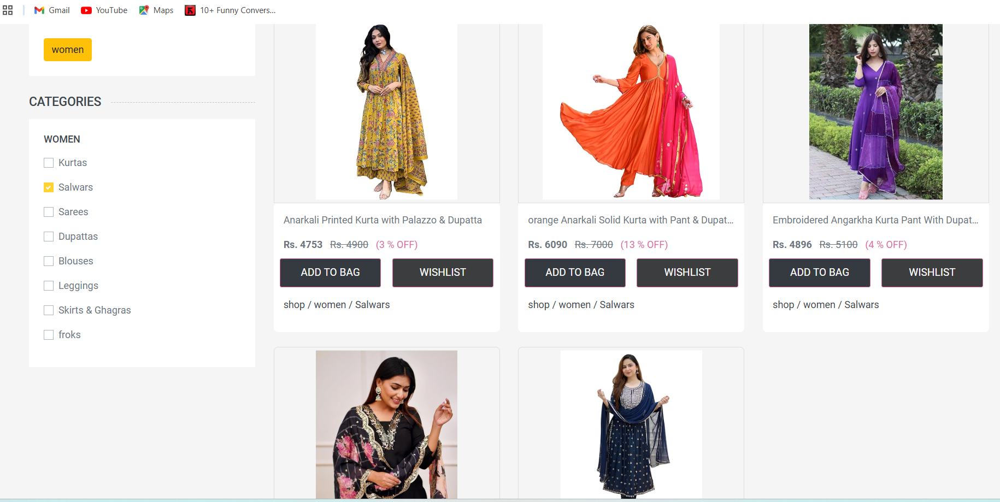 Gmail
YouTube
Maps
10+ Funny Convers...
women
CATEGORIES
WOMEN
Kurtas
Salwars
Sarees
Dupattas
Blouses
Leggings
Skirts & Ghagras
froks
Anarkali Printed Kurta with Palazzo & Dupatta
Rs. 4753 Rs. 4900 (3 % OFF)
ADD TO BAG WISHLIST
shop / women / Salwars
orange Anarkali Solid Kurta with Pant & Dupat...
Rs. 6090 Rs. 7000 (13 % OFF)
ADD TO BAG WISHLIST
shop / women / Salwars
Embroidered Angarkha Kurta Pant With Dupat...
Rs. 4896 Rs. 5100 (4 % OFF)
ADD TO BAG WISHLIST
shop / women / Salwars